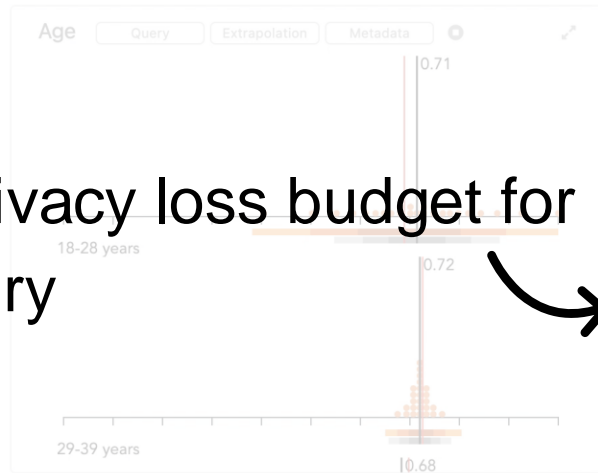 Age Query Extrapolation Metadata
0.71
ivacy loss budget for
18-28 years
0.72
ry
29-39 years
0.68